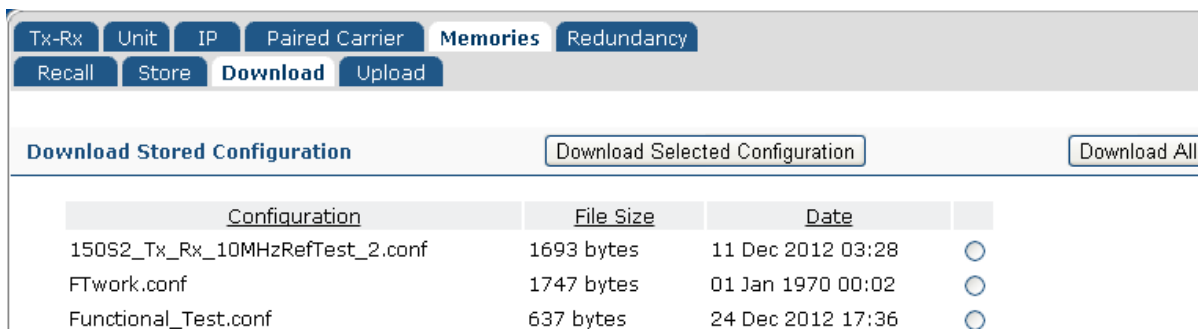 Tx-Rx Unit IP Paired Carrier Memories Redundancy
Recall Store Download Upload
Download Stored Configuration Download Selected Configuration Download All
Configuration File Size Date
150S2_Tx_Rx_10MHzRefTest_2.conf 1693 bytes 11 Dec 2012 03:28
FTwork.conf 1747 bytes 01 Jan 1970 00:02
Functional_Test.conf 637 bytes 24 Dec 2012 17:36